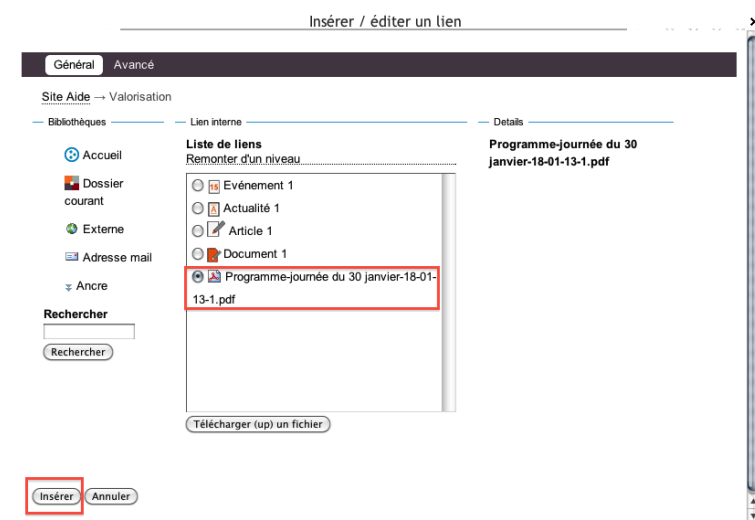 Insérer / éditer un lien
Général Avancé
Site Aide → Valorisation
Bibliothèques
Accueil
Dossier
courant
Externe
Adresse mail
Ancre
Rechercher
Rechercher
Lien interne
Liste de liens
Remonter d'un niveau
15 Evénement 1
A Actualité 1
Article 1
Document 1
Programme-journée du 30 janvier-18-01-
13-1.pdf
Télécharger (up) un fichier
Details
Programme-journée du 30
janvier-18-01-13-1.pdf
Insérer Annuler